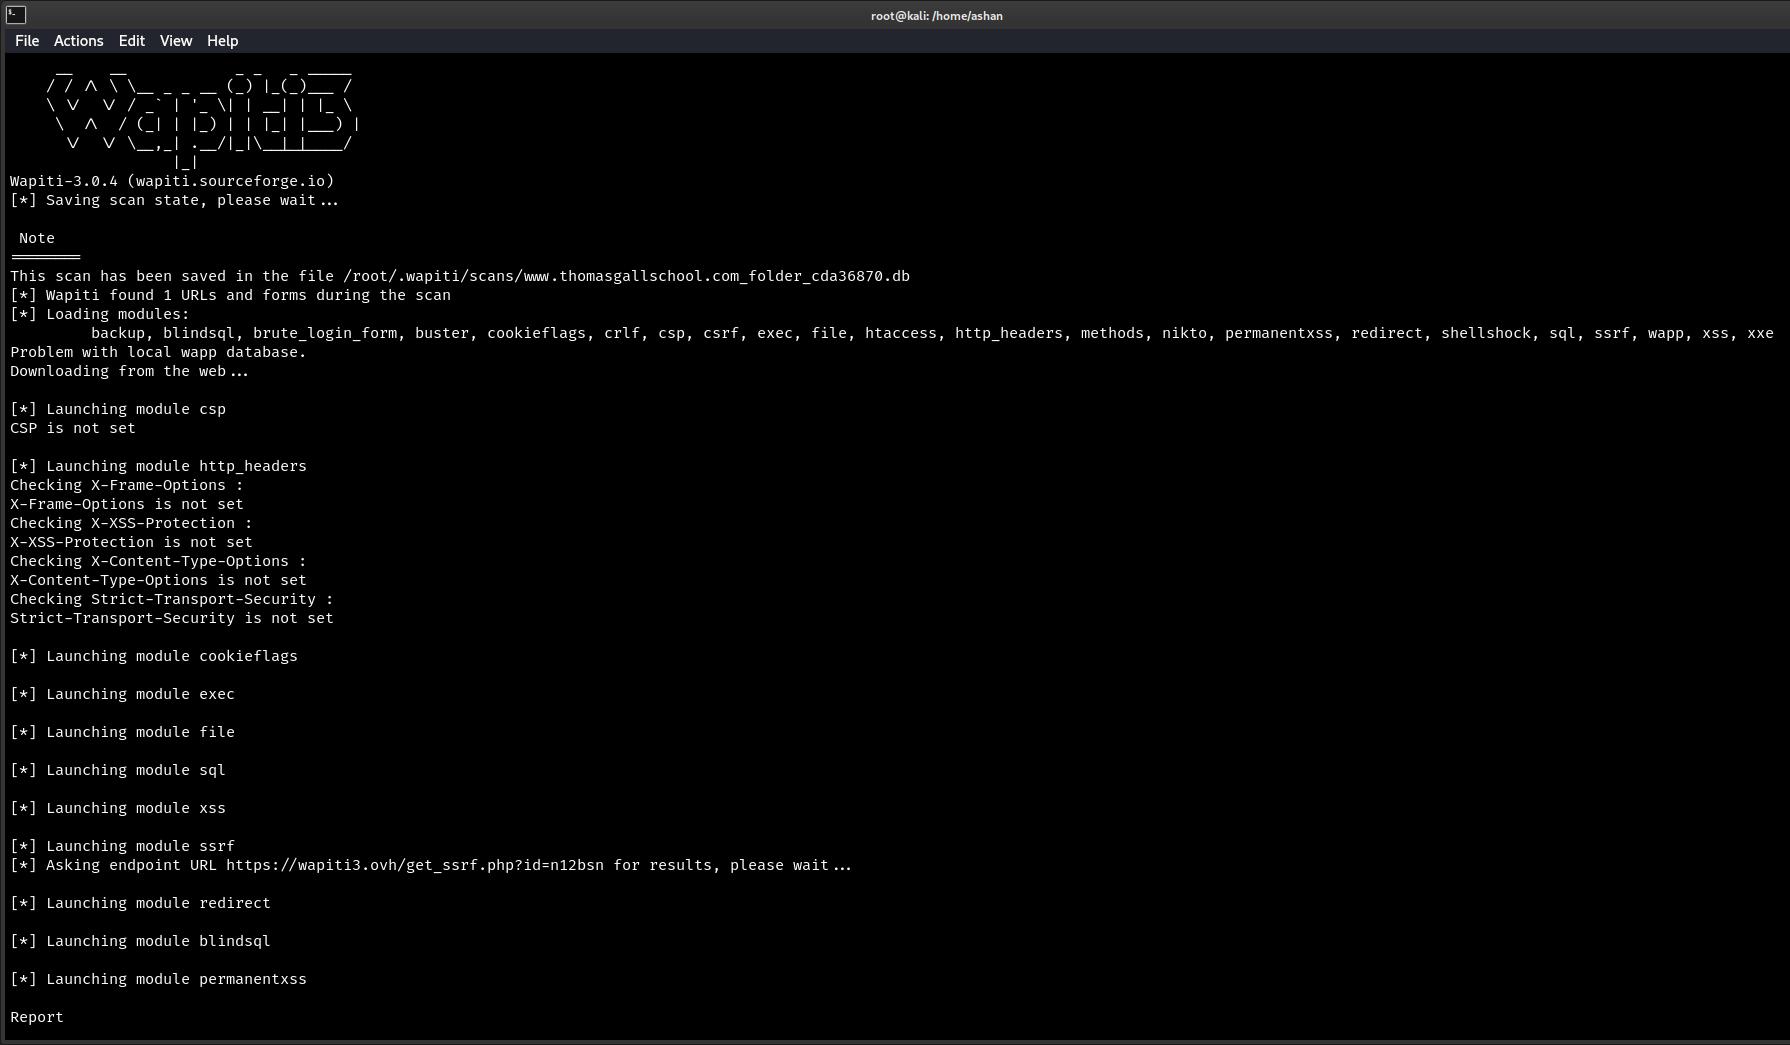 root@kali: /home/ashan
File Actions Edit View Help
Wapiti3
Wapiti-3.0.4 (wapiti.sourceforge.io)
[*] Saving scan state, please wait...
Note
========
This scan has been saved in the file /root/.wapiti/scans/www.thomasgallschool.com_folder_cda36870.db
[*] Wapiti found 1 URLs and forms during the scan
[*] Loading modules:
backup, blindsql, brute_login_form, buster, cookieflags, crlf, csp, csrf, exec, file, htaccess, http_headers, methods, nikto, permanentxss, redirect, shellshock, sql, ssrf, wapp, xss, xxe
Problem with local wapp database.
Downloading from the web...
[*] Launching module csp
CSP is not set
[*] Launching module http_headers
Checking X-Frame-Options :
X-Frame-Options is not set
Checking X-XSS-Protection :
X-XSS-Protection is not set
Checking X-Content-Type-Options :
X-Content-Type-Options is not set
Checking Strict-Transport-Security :
Strict-Transport-Security is not set
[*] Launching module cookieflags
[*] Launching module exec
[*] Launching module file
[*] Launching module sql
[*] Launching module xss
[*] Launching module ssrf
[*] Asking endpoint URL https://wapiti3.ovh/get_ssrf.php?id=n12bsn for results, please wait...
[*] Launching module redirect
[*] Launching module blindsql
[*] Launching module permanentxss
Report